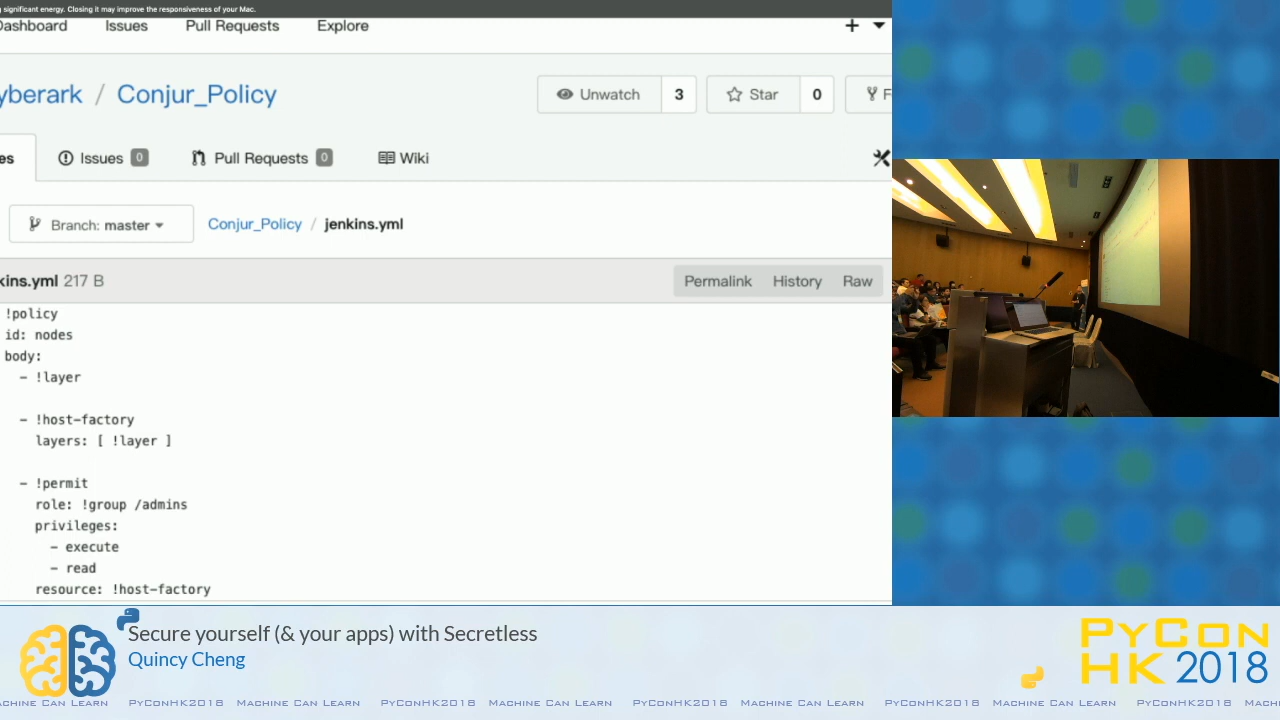 g significant energy. Closing it may improve the responsiveness of your Mac.
Dashboard Issues Pull Requests Explore
yberark / Conjur_Policy
Unwatch 3 Star 0 F
es Issues 0 Pull Requests 0 Wiki
Branch: master Conjur_Policy / jenkins.yml
kins.yml 217 B Permalink History Raw
!policy
id: nodes
body:
- !layer
- !host-factory
layers: [ !layer ]
- !permit
role: !group /admins
privileges:
- execute
- read
resource: !host-factory
Secure yourself (& your apps) with Secretless
Quincy Cheng
PyCon
HK 2018
achine Can Learn PyConHK2018 Machine Can Learn PyConHK2018 Machine Can Learn PyConHK2018 Machine Can Learn PyConHK2018 Machine Can Learn PyConHK2018 Mach